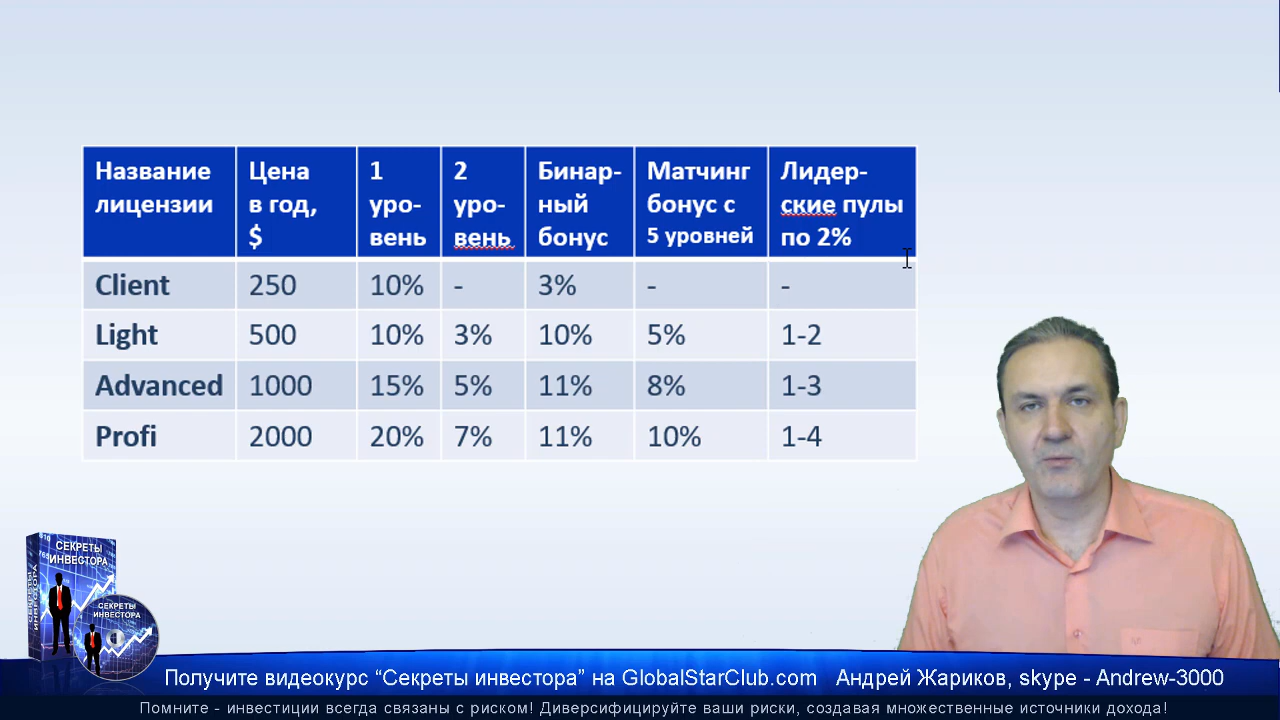 Название лицензии
Цена в год, $
1 уро-вень
2 уро-вень
Бинар-ный бонус
Матчинг бонус с 5 уровней
Лидер-ские пулы по 2%
Client 250 10% - 3% - -
Light 500 10% 3% 10% 5% 1-2
Advanced 1000 15% 5% 11% 8% 1-3
Profi 2000 20% 7% 11% 10% 1-4
СЕКРЕТЫ
ИНВЕСТОРА
СЕКРЕТЫ
ИНВЕСТОРА
Получите видеокурс “Секреты инвестора” на GlobalStarClub.com Андрей Жариков, skype - Andrew-3000
Помните - инвестиции всегда связаны с риском! Диверсифицируйте ваши риски, создавая множественные источники дохода!